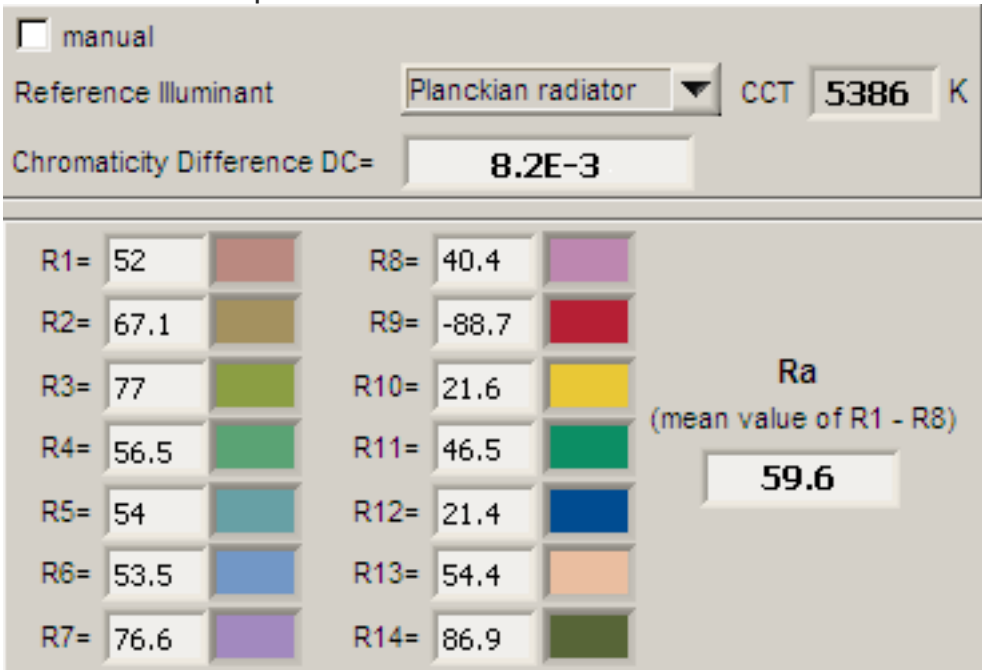 manual
Reference Illuminant Planckian radiator CCT 5386 K
Chromaticity Difference DC= 8.2E-3
R1= 52 R8= 40.4
R2= 67.1 R9= -88.7
R3= 77 R10= 21.6
R4= 56.5 R11= 46.5
R5= 54 R12= 21.4
R6= 53.5 R13= 54.4
R7= 76.6 R14= 86.9
Ra
(mean value of R1 - R8)
59.6